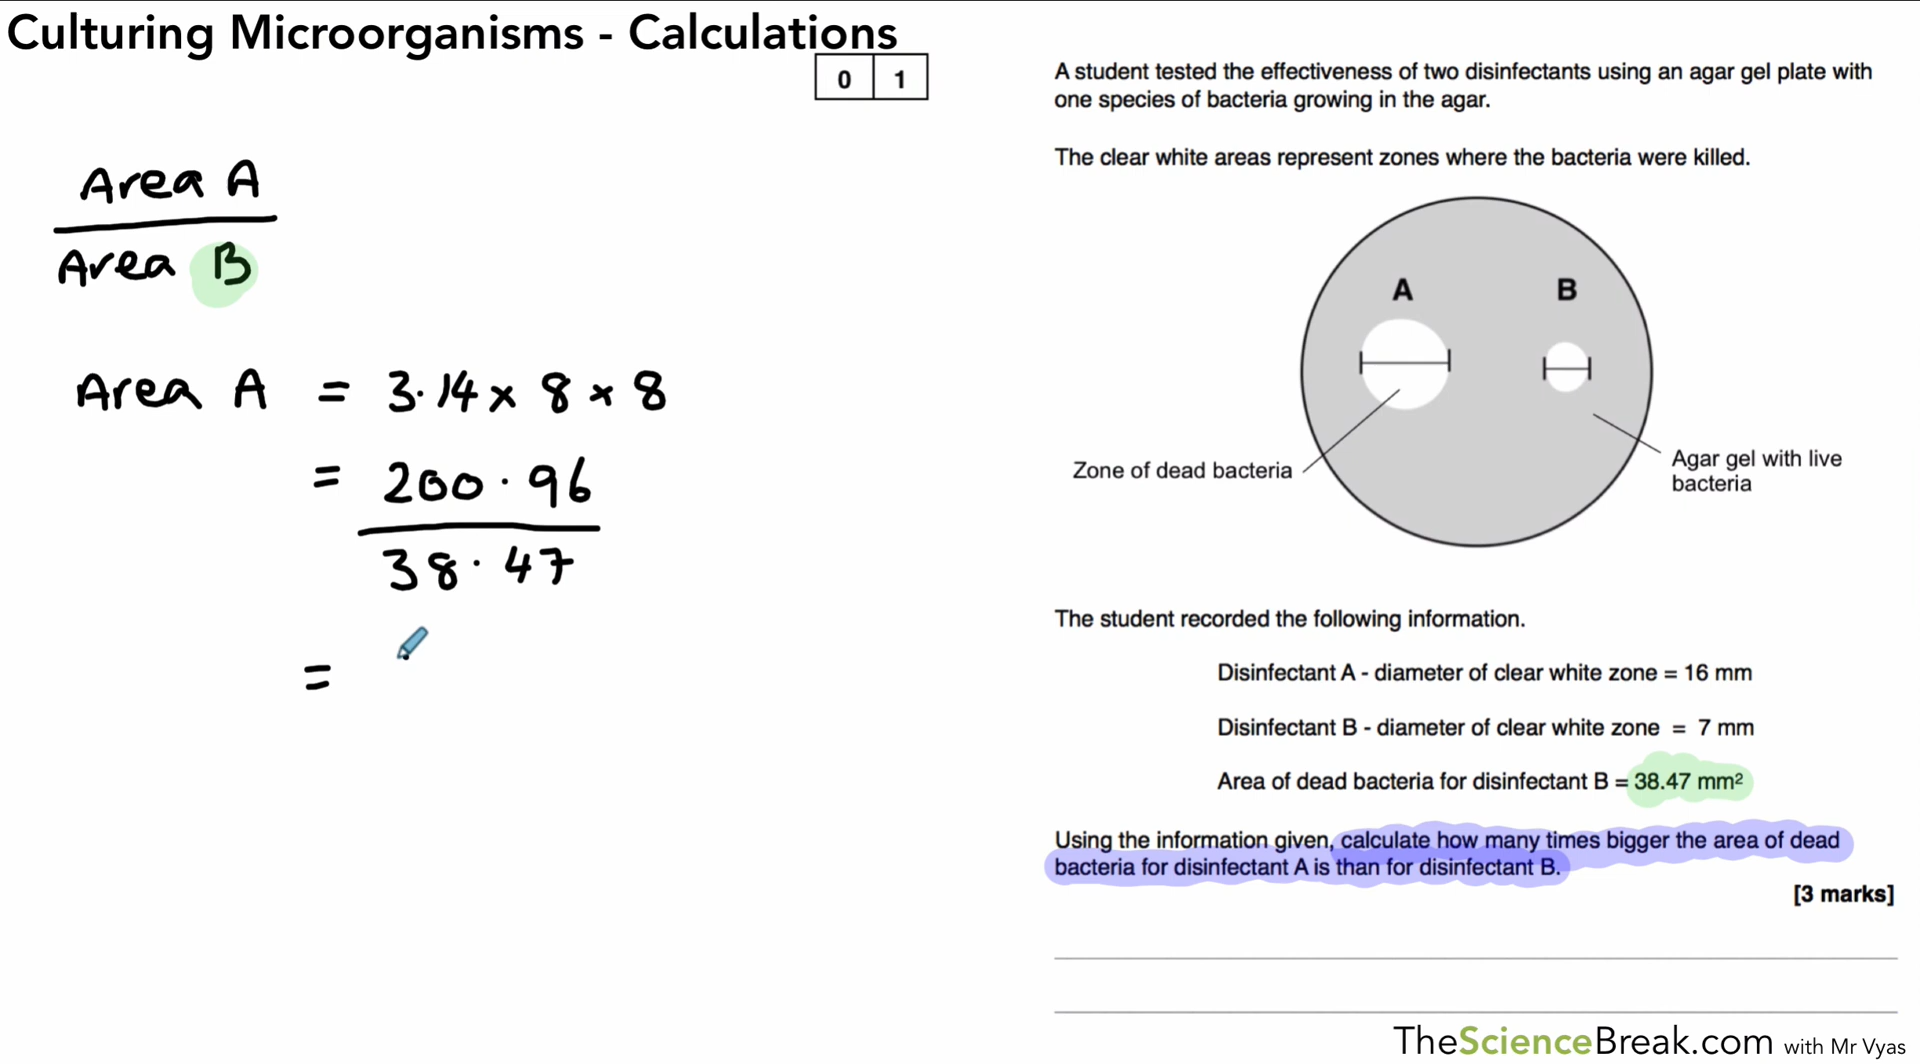 Culturing Microorganisms - Calculations
0 1
Area A
Area B
Area A = 3.14 x 8 x 8
= 200.96
38.47
=
A student tested the effectiveness of two disinfectants using an agar gel plate with
one species of bacteria growing in the agar.
The clear white areas represent zones where the bacteria were killed.
A B
Zone of dead bacteria
Agar gel with live
bacteria
The student recorded the following information.
Disinfectant A - diameter of clear white zone = 16 mm
Disinfectant B - diameter of clear white zone = 7 mm
Area of dead bacteria for disinfectant B = 38.47 mm²
Using the information given, calculate how many times bigger the area of dead
bacteria for disinfectant A is than for disinfectant B.
[3 marks]
TheScienceBreak.com with Mr Vyas